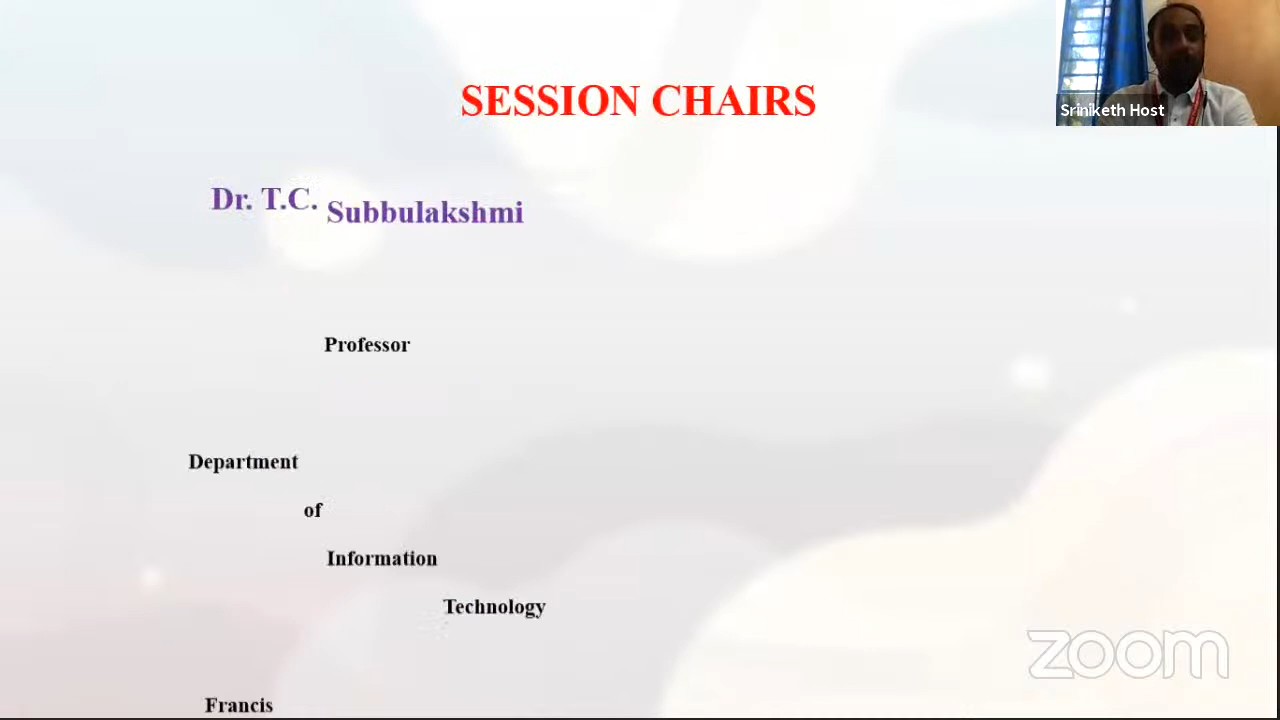 SESSION CHAIRS
Sriniketh Host
Dr. T.C. Subbulakshmi
Professor
Department
of
Information
Technology
Francis
zoom